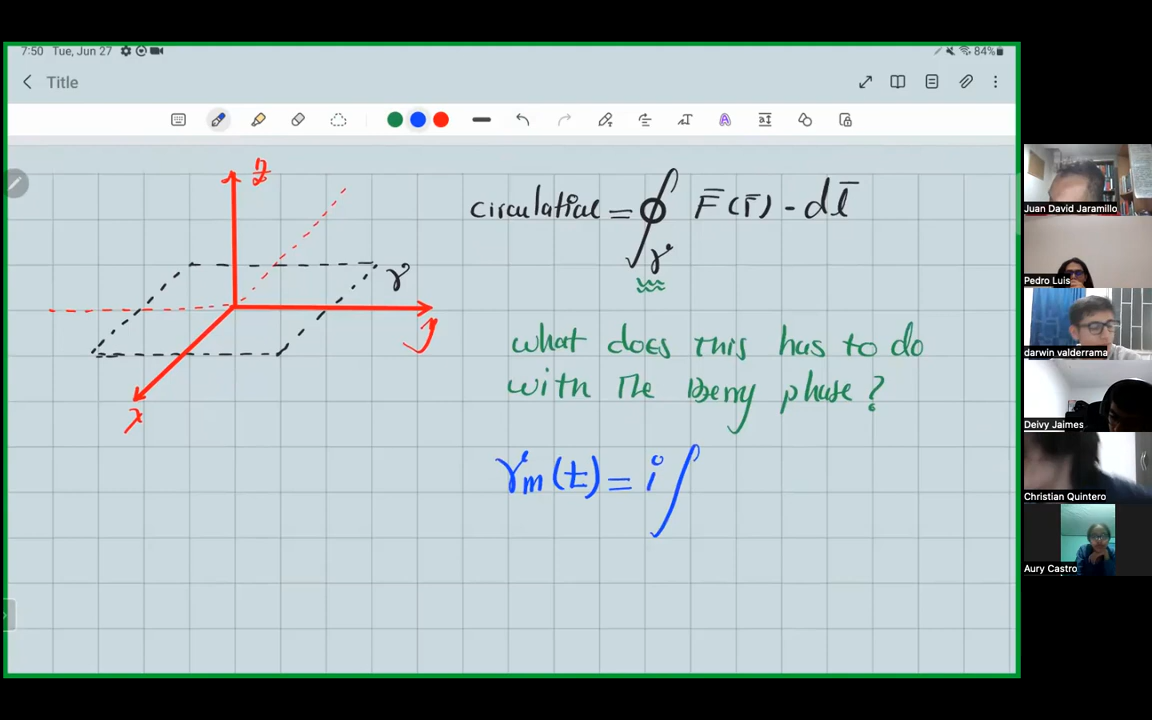 7:50 Tue, Jun 27
84%
Title
z
circulatial = ∮ F̅(r̅) - dl̅
γ
γ
y
x
what does this has to do
with the Berry phase?
γm(t) = i ∫
Juan David Jaramillo
Pedro Luis
darwin valderrama
Deivy Jaimes
Christian Quintero
Aury Castro